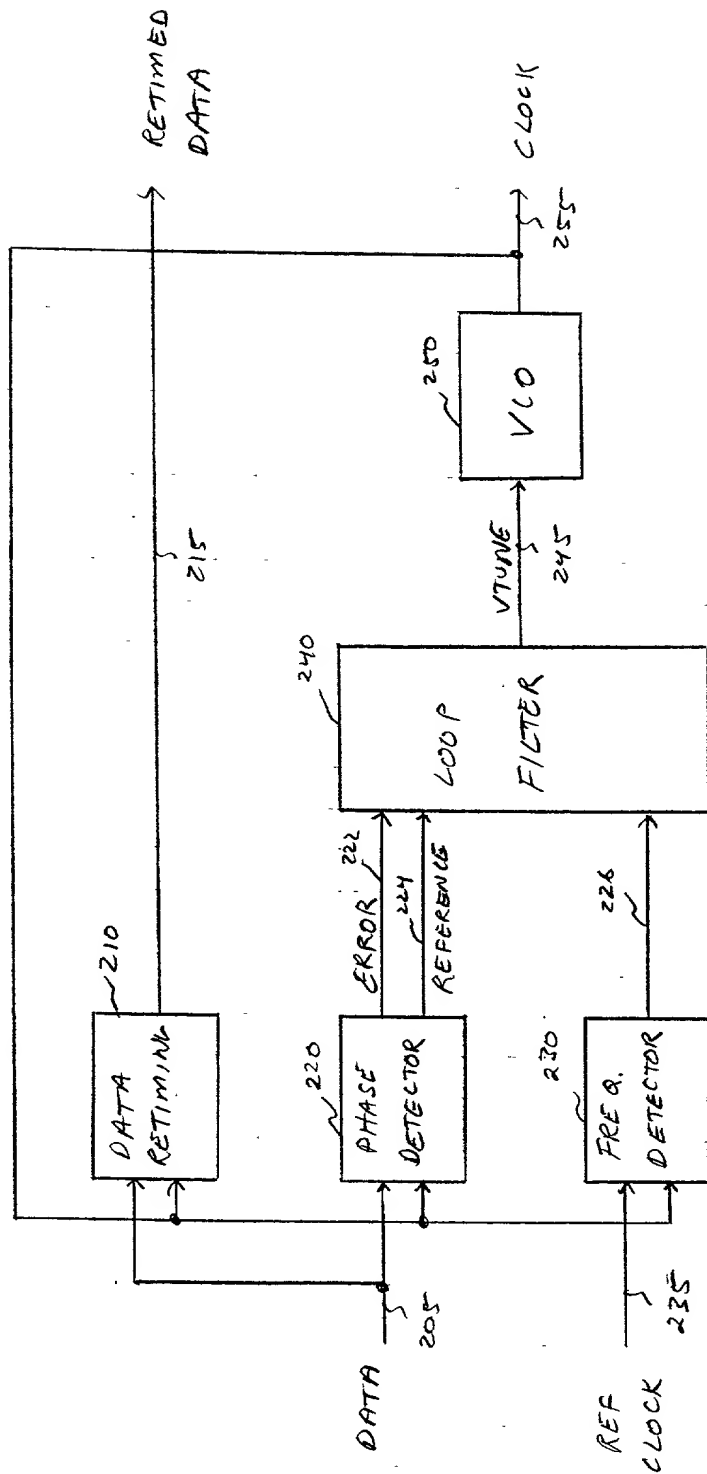 RETIMED
DATA
CLOCK
255
250
VCO
215
VTUNE
245
240
LOOP
FILTER
210
DATA
RETIMING
ERROR
222
224
REFERENCE
226
220
PHASE
DETECTOR
230
FREQ.
DETECTOR
DATA
205
REF
CLOCK
235